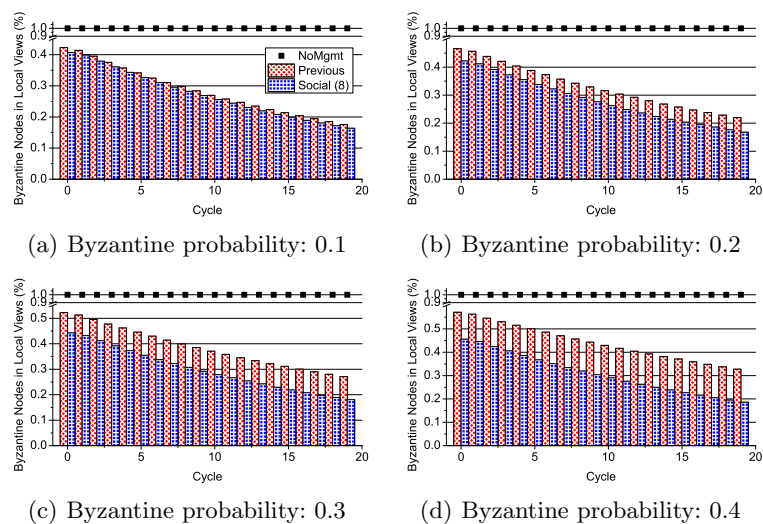 Byzantine Nodes in Local Views (%)
1.0
0.9
0.4
0.3
0.2
0.1
0.0
NoMgmt
Previous
Social (8)
0 5 10 15 20
Cycle
(a) Byzantine probability: 0.1
Byzantine Nodes in Local Views (%)
1.0
0.9
0.5
0.4
0.3
0.2
0.1
0.0
0 5 10 15 20
Cycle
(b) Byzantine probability: 0.2
Byzantine Nodes in Local Views (%)
1.0
0.9
0.5
0.4
0.3
0.2
0.1
0.0
0 5 10 15 20
Cycle
(c) Byzantine probability: 0.3
Byzantine Nodes in Local Views (%)
1.0
0.9
0.5
0.4
0.3
0.2
0.1
0.0
0 5 10 15 20
Cycle
(d) Byzantine probability: 0.4